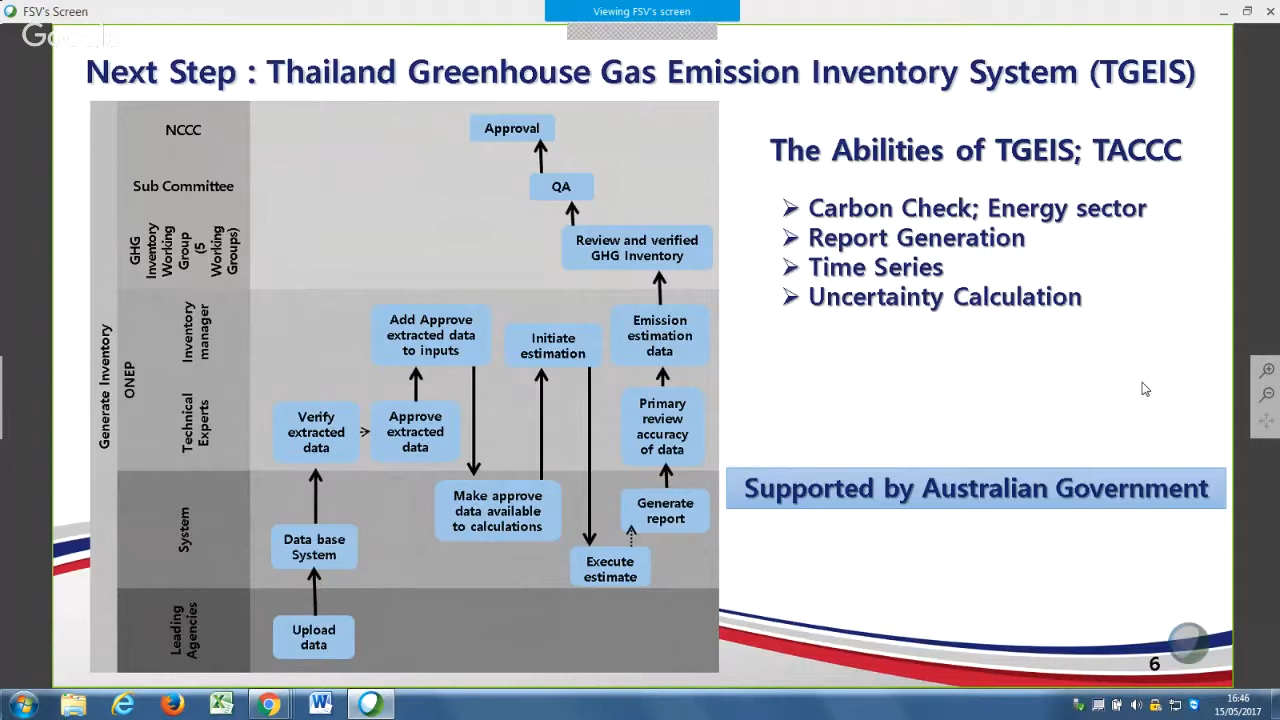 FSV's Screen
Viewing FSV's screen
Next Step : Thailand Greenhouse Gas Emission Inventory System (TGEIS)
NCCC
Approval
Sub Committee
QA
GHG
Inventory
Working
Group
(5
Working
Groups)
Review and verified
GHG Inventory
Generate Inventory
ONEP
Inventory
manager
Add Approve
extracted data
to inputs
Initiate
estimation
Emission
estimation
data
Technical
Experts
Verify
extracted
data
Approve
extracted
data
Primary
review
accuracy
of data
System
Data base
System
Make approve
data available
to calculations
Generate
report
Execute
estimate
Leading
Agencies
Upload
data
The Abilities of TGEIS; TACCC
Carbon Check; Energy sector
Report Generation
Time Series
Uncertainty Calculation
Supported by Australian Government
6
16:46
15/05/2017